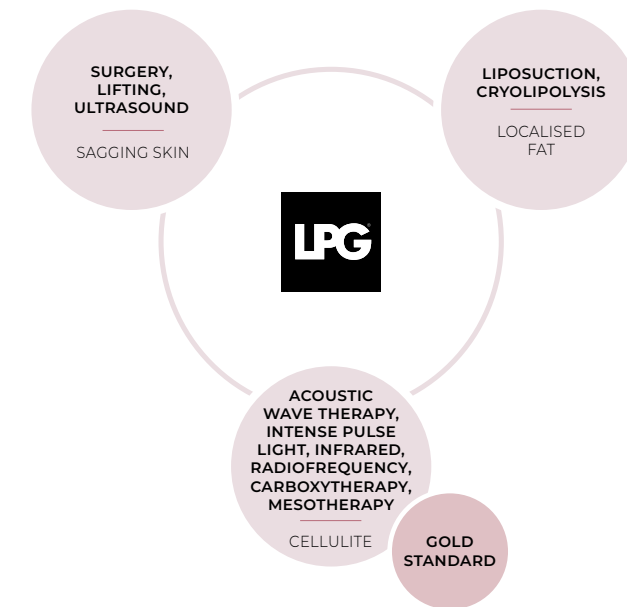 SURGERY,
LIFTING,
ULTRASOUND
SAGGING SKIN
LIPOSUCTION,
CRYOLIPOLYSIS
LOCALISED
FAT
LPG
ACOUSTIC
WAVE THERAPY,
INTENSE PULSE
LIGHT, INFRARED,
RADIOFREQUENCY,
CARBOXYTHERAPY,
MESOTHERAPY
CELLULITE
GOLD
STANDARD